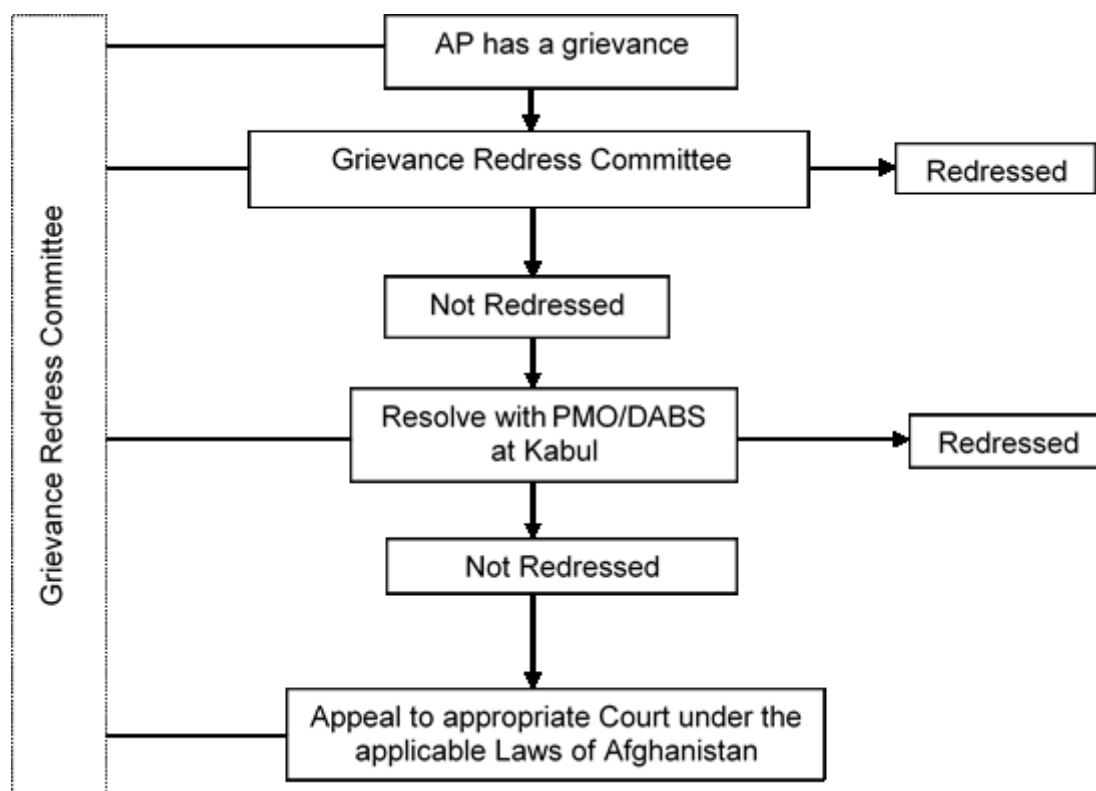 AP has a grievance
Grievance Redress Committee
Redressed
Not Redressed
Resolve with PMO/DABS
at Kabul
Redressed
Not Redressed
Appeal to appropriate Court under the
applicable Laws of Afghanistan
Grievance Redress Committee